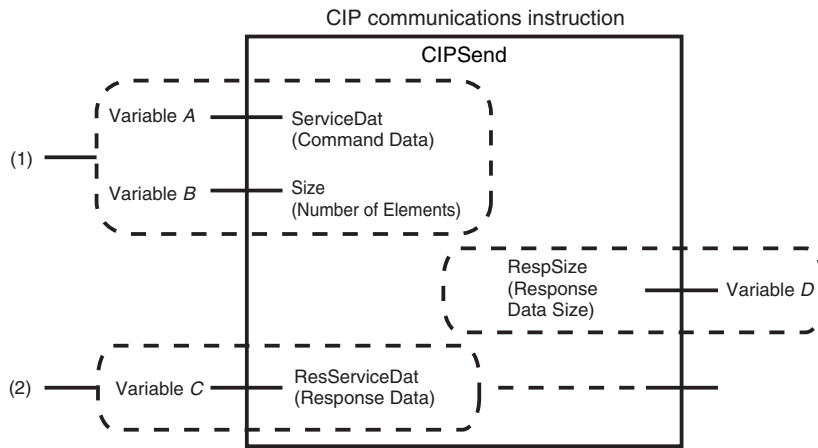 CIP communications instruction
CIPSend
Variable A
ServiceDat
(Command Data)
(1)
Variable B
Size
(Number of Elements)
RespSize
(Response
Data Size)
Variable D
(2)
Variable C
ResServiceDat
(Response Data)